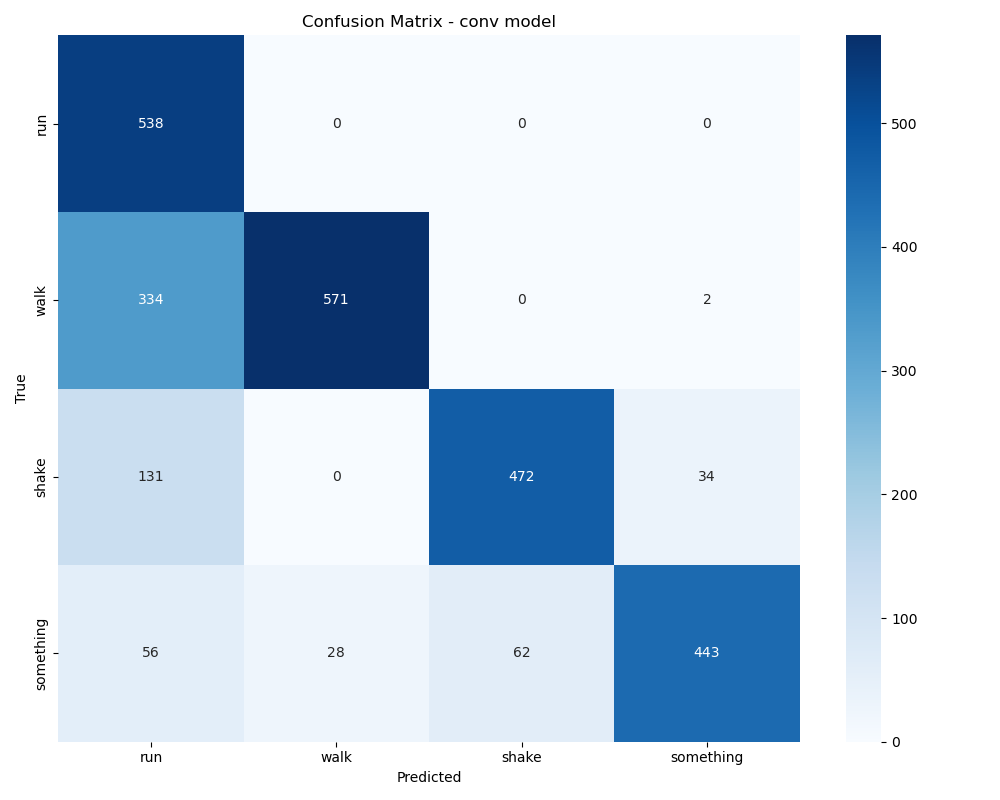 Confusion Matrix - conv model
run 538 0 0 0
walk 334 571 0 2
shake 131 0 472 34
something 56 28 62 443
run walk shake something
Predicted
True
500
400
300
200
100
0